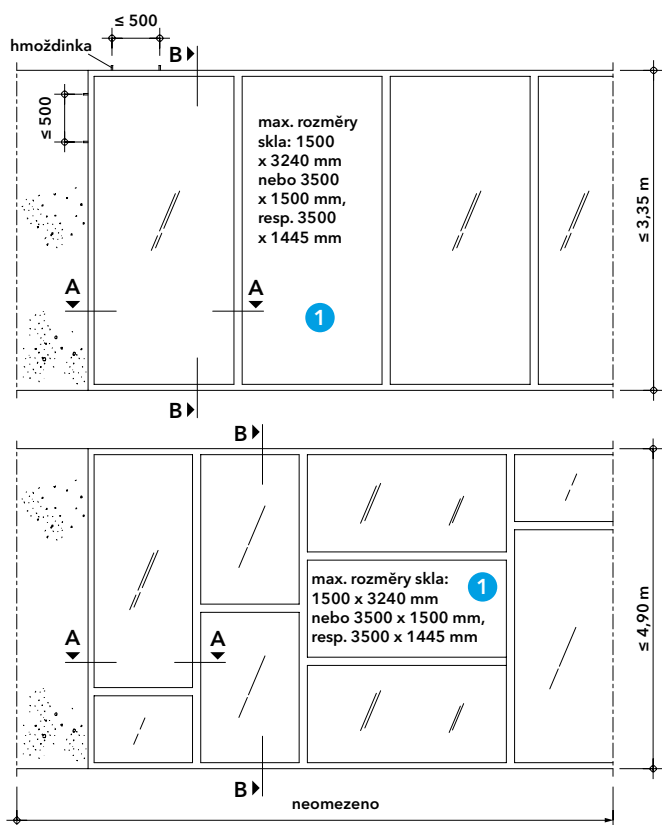 ≤ 500
hmoždinka
B
≤ 500
max. rozměry
skla: 1500
x 3240 mm
nebo 3500
x 1500 mm,
resp. 3500
x 1445 mm
≤ 3,35 m
A
A
1
B
B
max. rozměry skla:
1500 x 3240 mm
nebo 3500 x 1500 mm,
resp. 3500 x 1445 mm
1
≤ 4,90 m
A
A
B
neomezeno